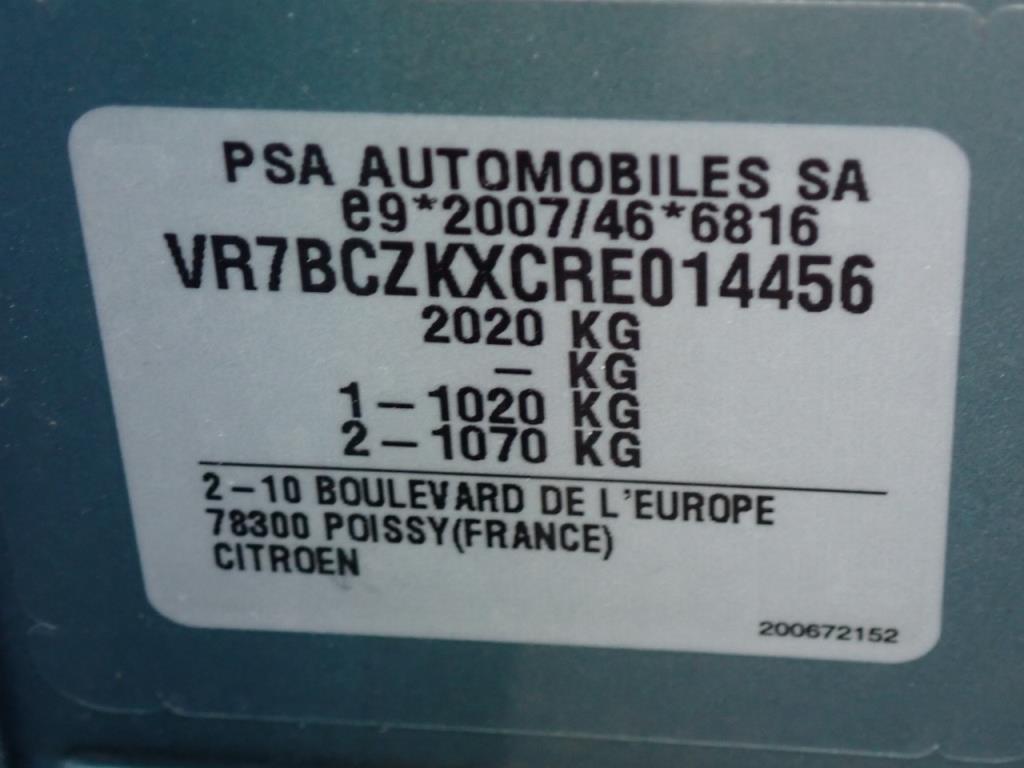 PSA AUTOMOBILES SA
e9*2007/46*6816
VR7BCZKXCRE014456
2020 KG
– KG
1–1020 KG
2–1070 KG
2–10 BOULEVARD DE L'EUROPE
78300 POISSY(FRANCE)
CITROEN
200672152